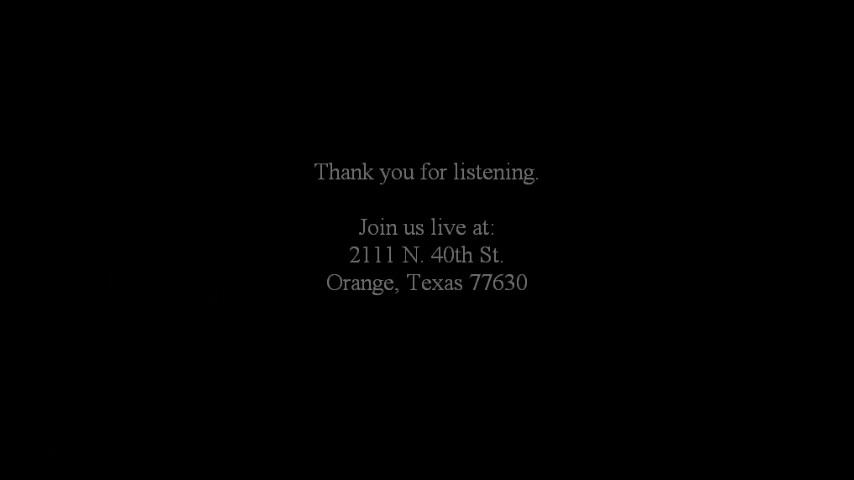 Thank you for listening.
Join us live at:
2111 N. 40th St.
Orange, Texas 77630